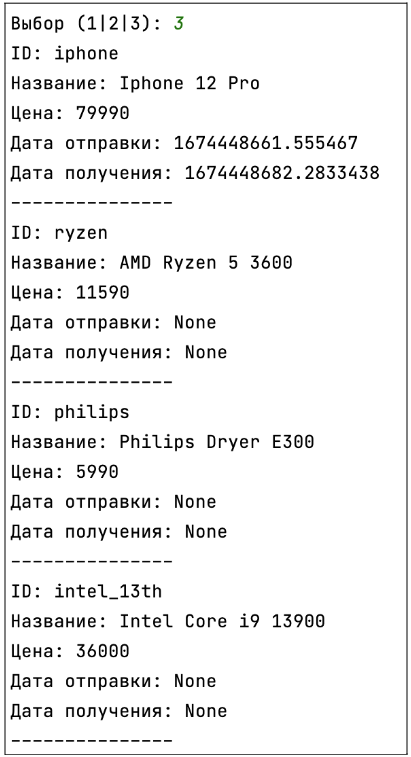 Выбор (1|2|3): 3
ID: iphone
Название: Iphone 12 Pro
Цена: 79990
Дата отправки: 1674448661.555467
Дата получения: 1674448682.2833438
---------------
ID: ryzen
Название: AMD Ryzen 5 3600
Цена: 11590
Дата отправки: None
Дата получения: None
---------------
ID: philips
Название: Philips Dryer E300
Цена: 5990
Дата отправки: None
Дата получения: None
---------------
ID: intel_13th
Название: Intel Core i9 13900
Цена: 36000
Дата отправки: None
Дата получения: None
---------------